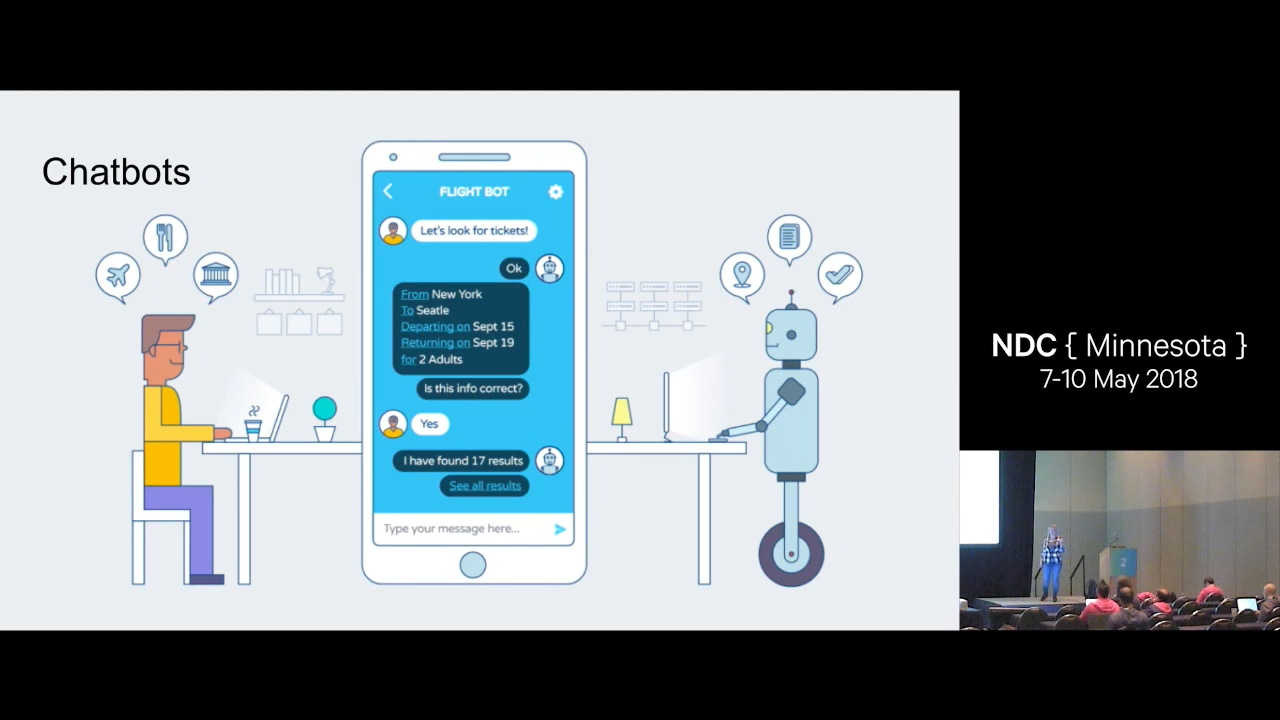 Chatbots
FLIGHT BOT
Let's look for tickets!
Ok
From New York
To Seatle
Departing on Sept 15
Returning on Sept 19
for 2 Adults
Is this info correct?
Yes
I have found 17 results
See all results
Type your message here...
NDC { Minnesota }
7-10 May 2018
2